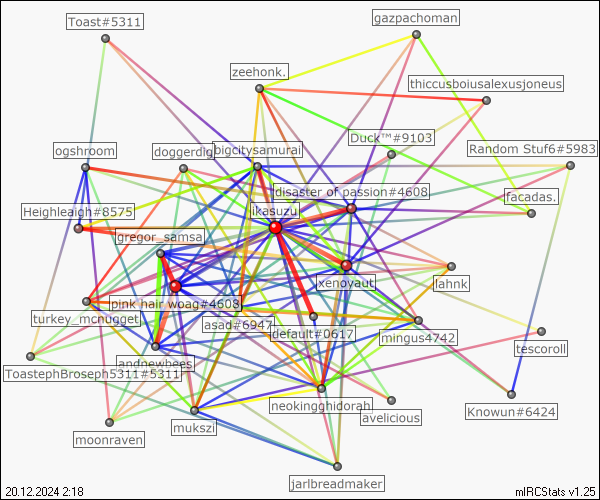 Toast#5311
gazpachoman
zeehonk.
thiccusboiusalexusjoneus
Duck™#9103
ogshroom
doggerdig
bigcitysamurai
Random Stuf6#5983
disaster of passion#4608
facadas.
Heighleigh#8575
ikasuzu
gregor_samsa
xenovaut
lahnk
pink hair woag#4608
turkey_mcnugget
asad#6947
default#0617
mingus4742
tescoroll
andnewbees
ToastephBroseph5311#5311
neokingghidorah
avelicious
Knowun#6424
mukszi
moonraven
jarlbreadmaker
20.12.2024 2:18
mIRCStats v1.25